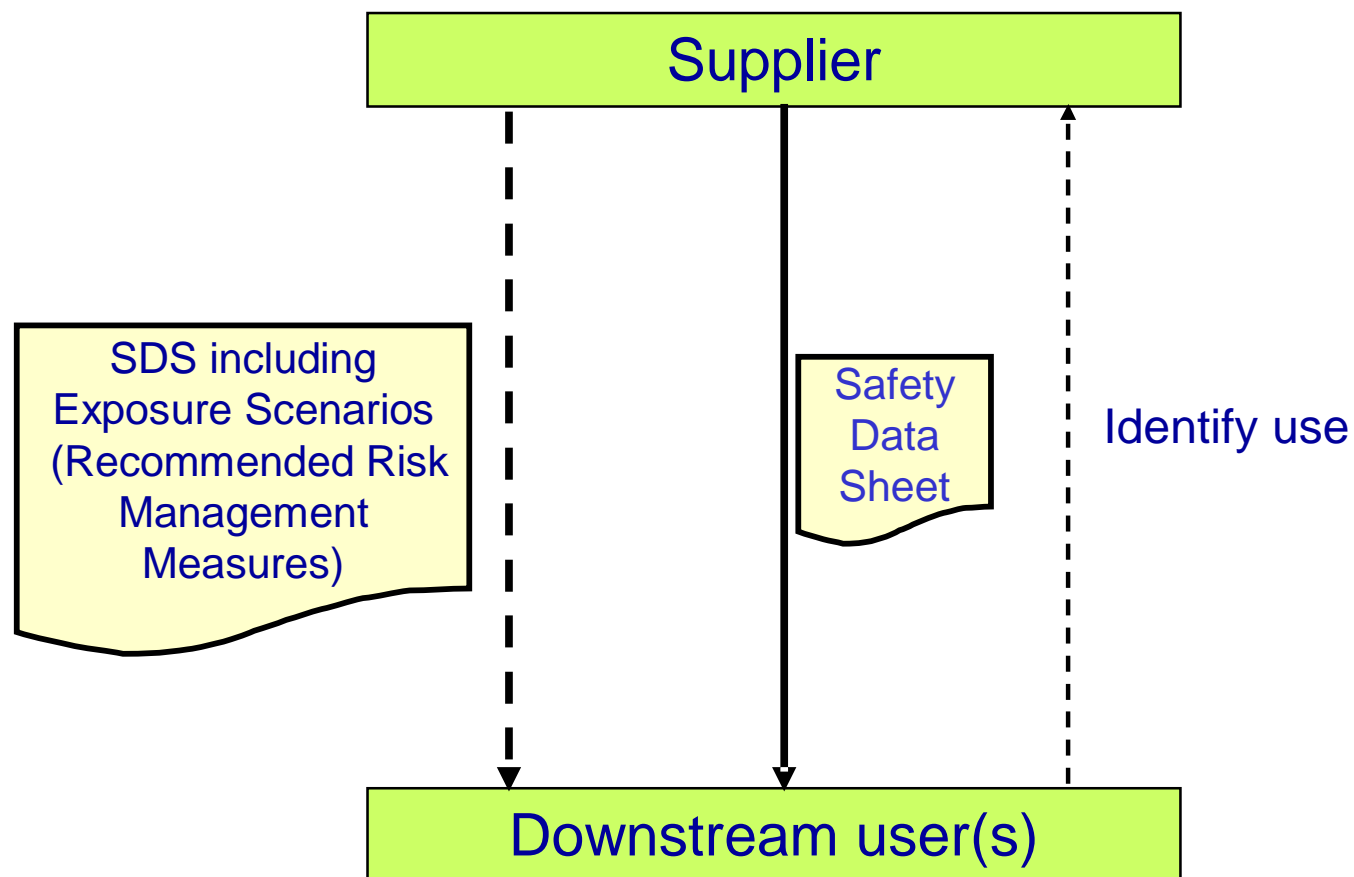 Supplier
SDS including
Exposure Scenarios
(Recommended Risk
Management
Measures)
Safety
Data
Sheet
Identify use
Downstream user(s)